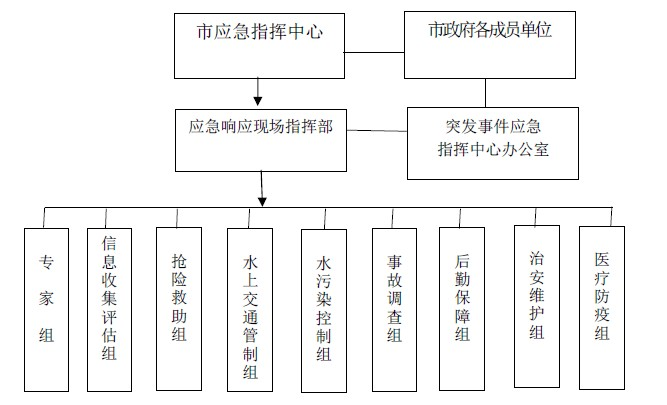 市应急指挥中心
市政府各成员单位
应急响应现场指挥部
突发事件应急
指挥中心办公室
专家组
信息收集评估组
抢险救助组
水上交通管制组
水污染控制组
事故调查组
后勤保障组
治安维护组
医疗防疫组